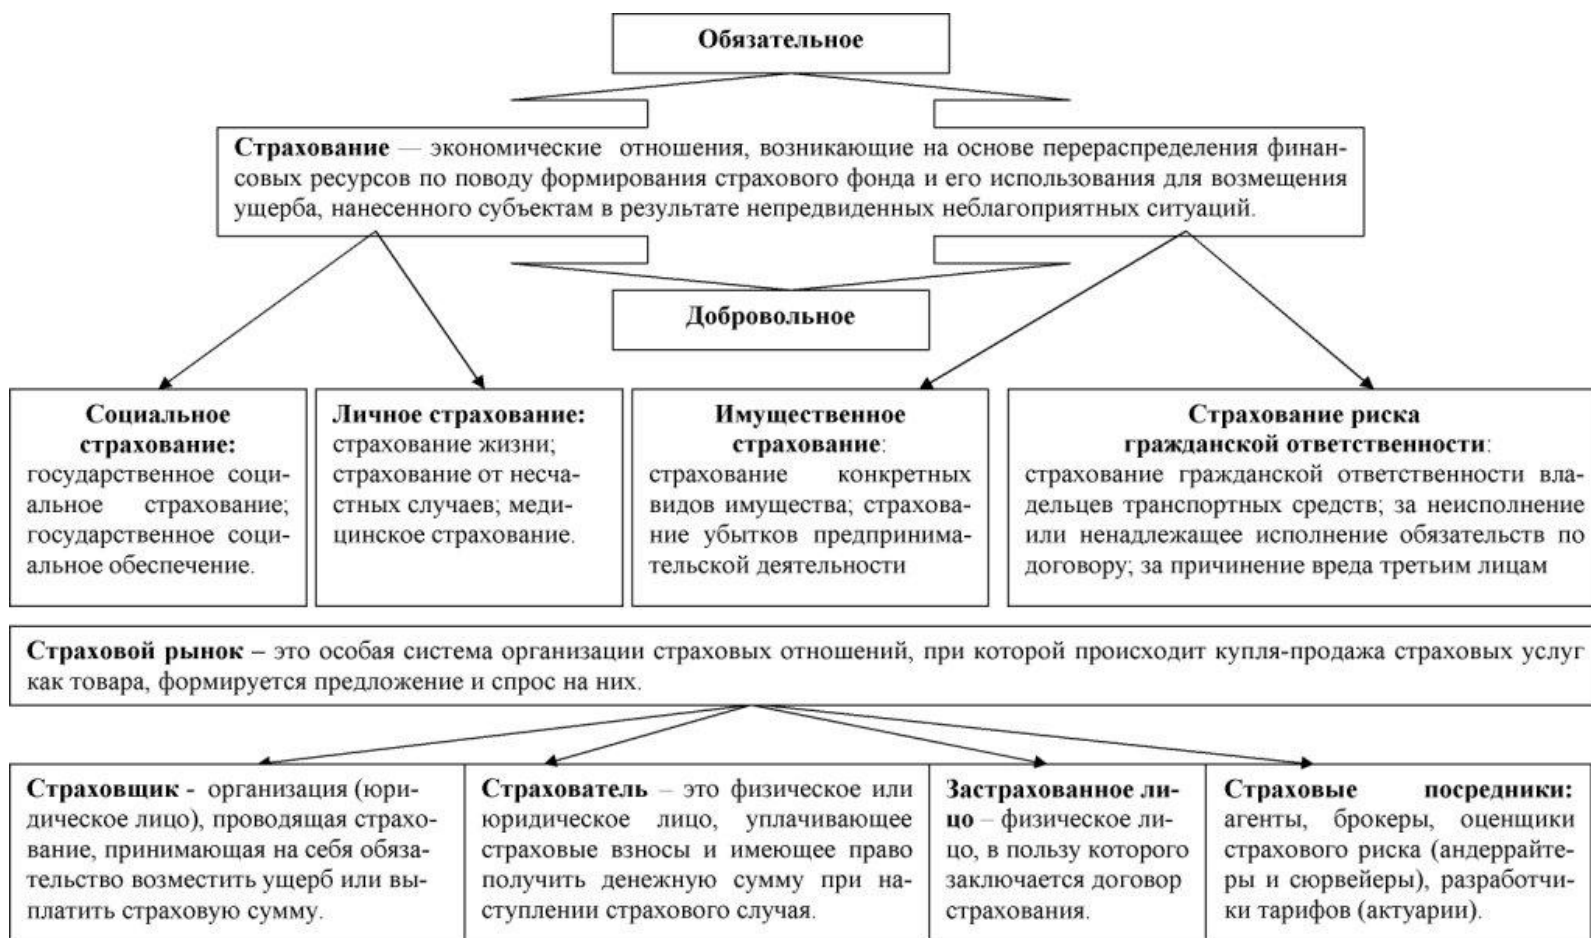 Обязательное
Страхование — экономические отношения, возникающие на основе перераспределения финан-
совых ресурсов по поводу формирования страхового фонда и его использования для возмещения
ущерба, нанесенного субъектам в результате непредвиденных неблагоприятных ситуаций.
Добровольное
Социальное
страхование:
государственное соци-
альное страхование;
государственное соци-
альное обеспечение.
Личное страхование:
страхование жизни;
страхование от несча-
стных случаев; меди-
цинское страхование.
Имущественное
страхование:
страхование конкретных
видов имущества; страхова-
ние убытков предпринима-
тельской деятельности
Страхование риска
гражданской ответственности:
страхование гражданской ответственности вла-
дельцев транспортных средств; за неисполнение
или ненадлежащее исполнение обязательств по
договору; за причинение вреда третьим лицам
Страховой рынок – это особая система организации страховых отношений, при которой происходит купля-продажа страховых услуг
как товара, формируется предложение и спрос на них.
Страховщик - организация (юри-
дическое лицо), проводящая страхо-
вание, принимающая на себя обяза-
тельство возместить ущерб или вы-
платить страховую сумму.
Страхователь – это физическое или
юридическое лицо, уплачивающее
страховые взносы и имеющее право
получить денежную сумму при на-
ступлении страхового случая.
Застрахованное ли-
цо – физическое ли-
цо, в пользу которого
заключается договор
страхования.
Страховые посредники:
агенты, брокеры, оценщики
страхового риска (андеррайте-
ры и сюрвейеры), разработчи-
ки тарифов (актуарии).